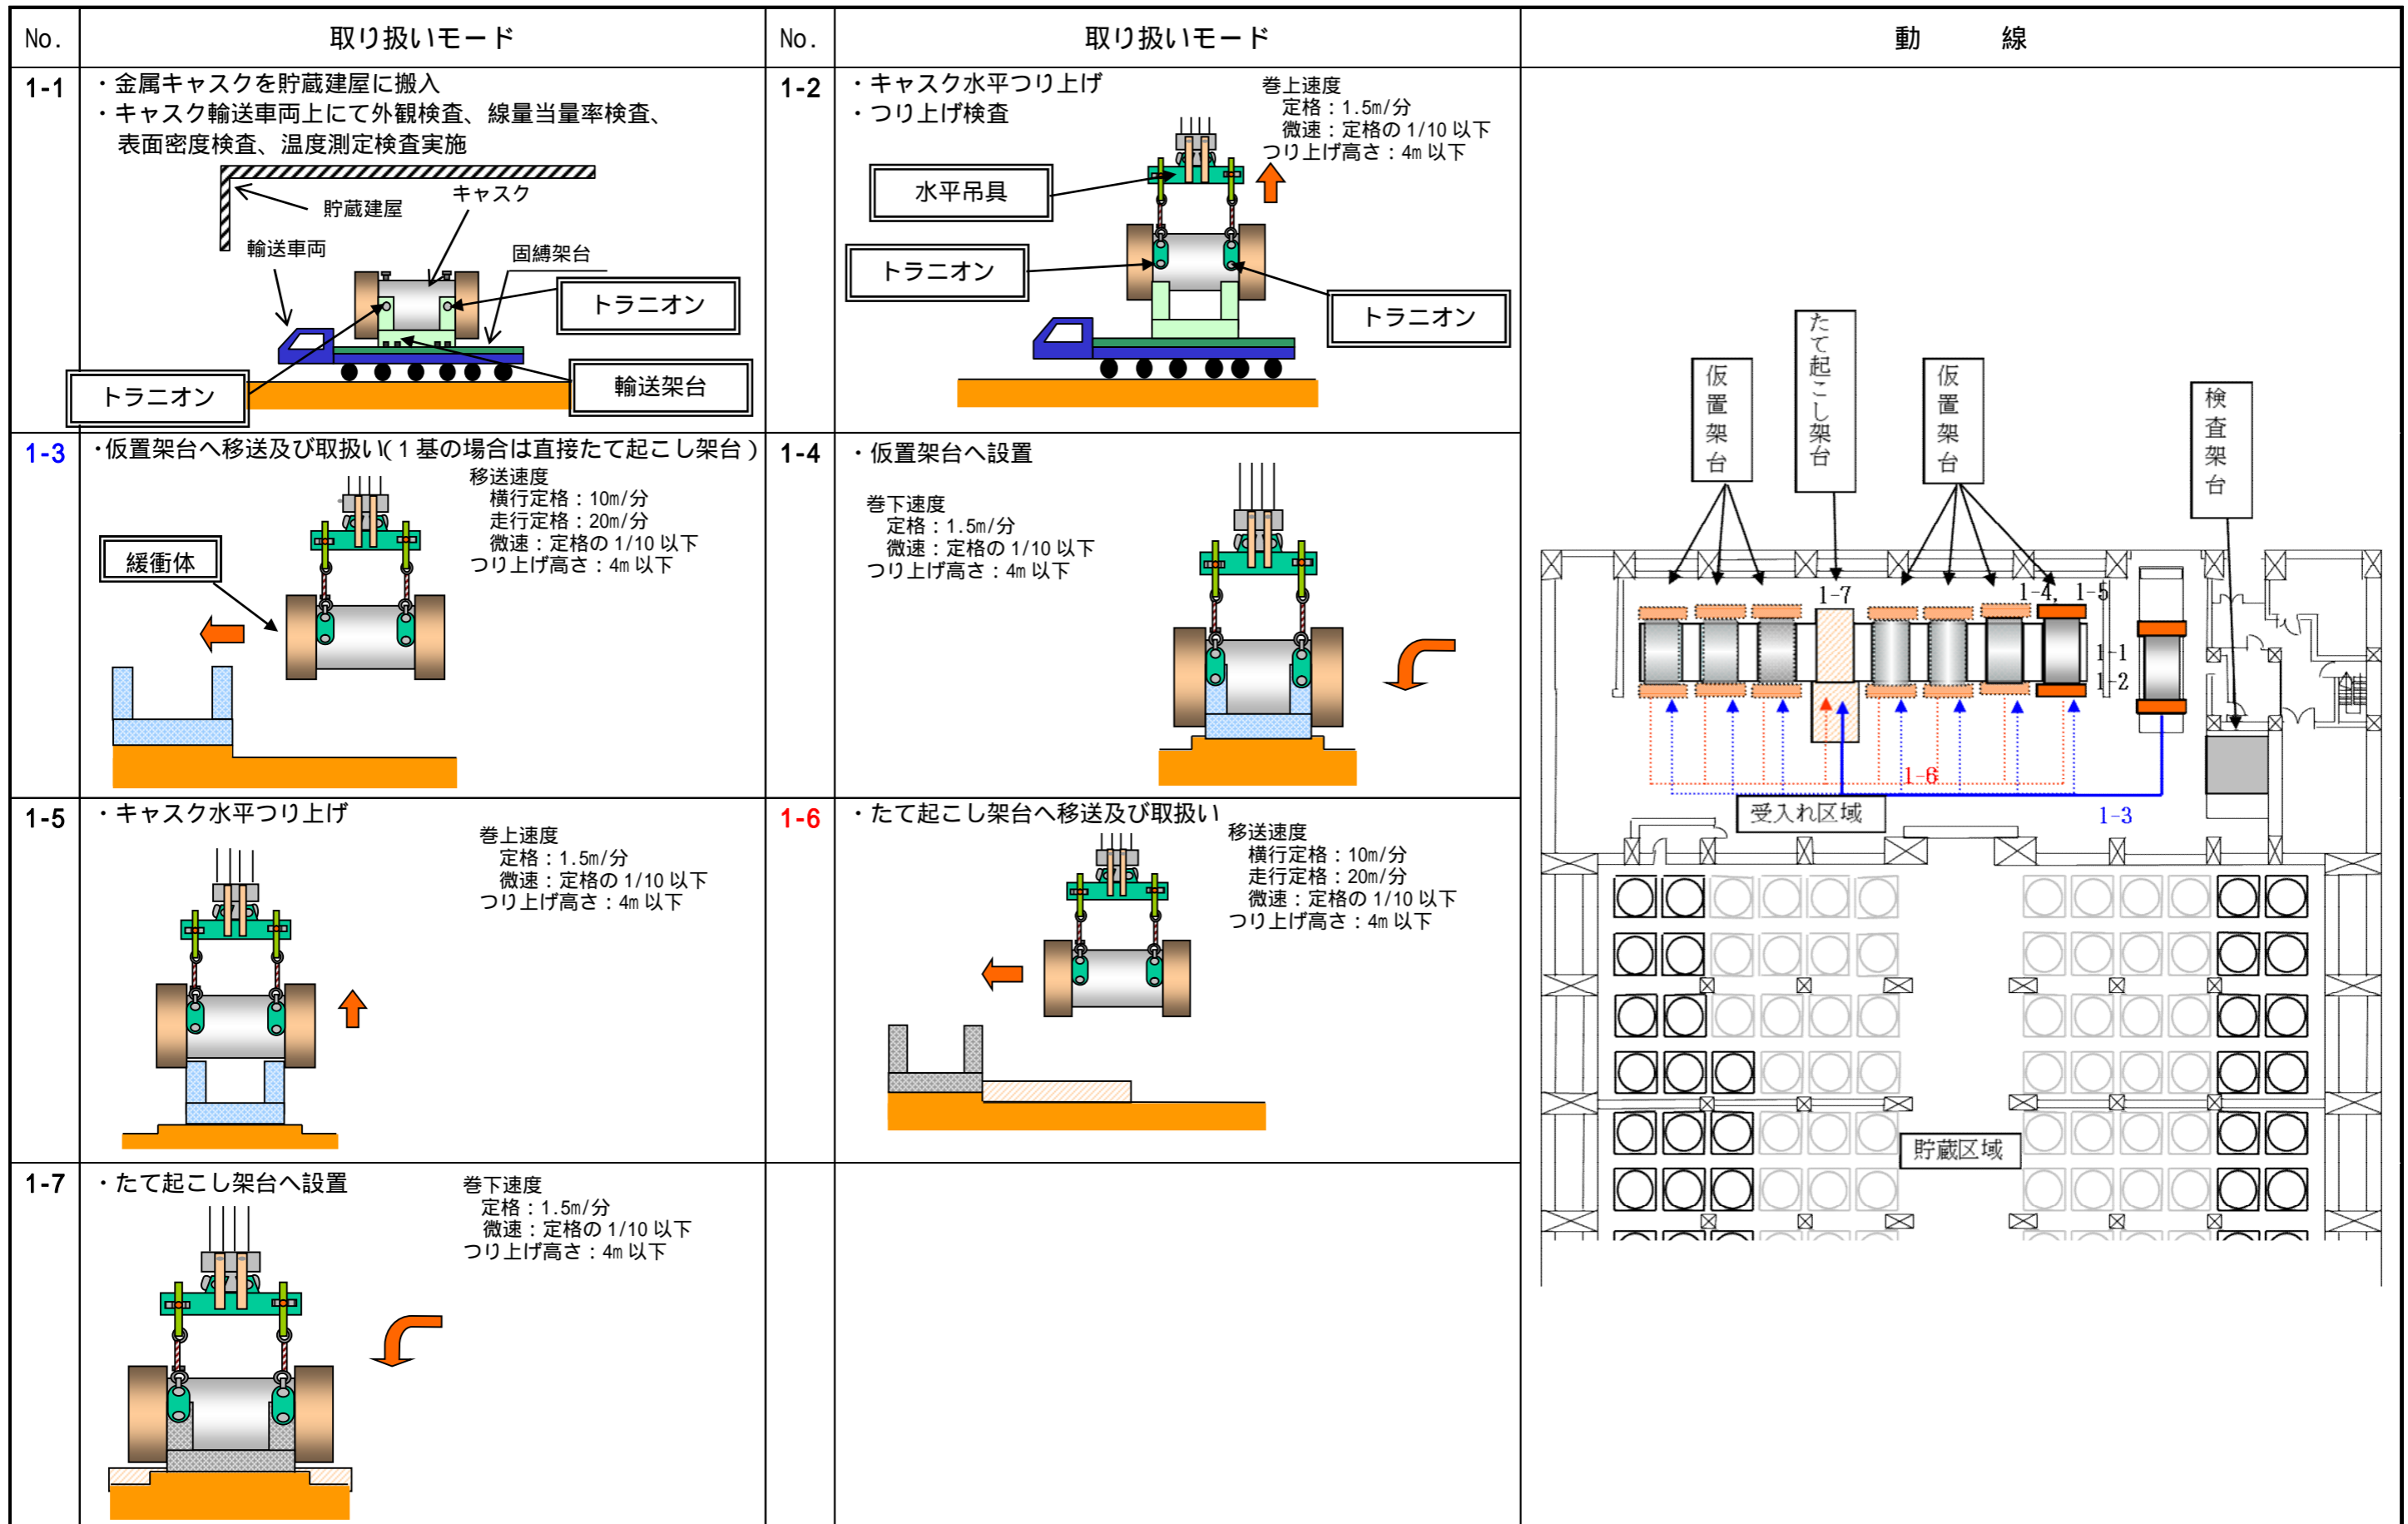 No.
取り扱いモード
No.
取り扱いモード
動 線
1-1
・金属キャスクを貯蔵建屋に搬入
・キャスク輸送車両上にて外観検査、線量当量率検査、
表面密度検査、温度測定検査実施
貯蔵建屋
キャスク
輸送車両
固縛架台
トラニオン
トラニオン
輸送架台
1-2
・キャスク水平つり上げ
・つり上げ検査
巻上速度
定格：1.5m/分
微速：定格の 1/10 以下
つり上げ高さ：4m 以下
水平吊具
トラニオン
トラニオン
1-3
・仮置架台へ移送及び取扱い(１基の場合は直接たて起こし架台)
移送速度
横行定格：10m/分
走行定格：20m/分
微速：定格の 1/10 以下
つり上げ高さ：4m 以下
緩衝体
1-4
・仮置架台へ設置
巻下速度
定格：1.5m/分
微速：定格の 1/10 以下
つり上げ高さ：4m 以下
1-5
・キャスク水平つり上げ
巻上速度
定格：1.5m/分
微速：定格の 1/10 以下
つり上げ高さ：4m 以下
1-6
・たて起こし架台へ移送及び取扱い
移送速度
横行定格：10m/分
走行定格：20m/分
微速：定格の 1/10 以下
つり上げ高さ：4m 以下
1-7
・たて起こし架台へ設置
巻下速度
定格：1.5m/分
微速：定格の 1/10 以下
つり上げ高さ：4m 以下
仮置架台
たて起こし架台
仮置架台
検査架台
1-7
1-4, 1-5
1-1
1-2
1-6
受入れ区域
1-3
貯蔵区域